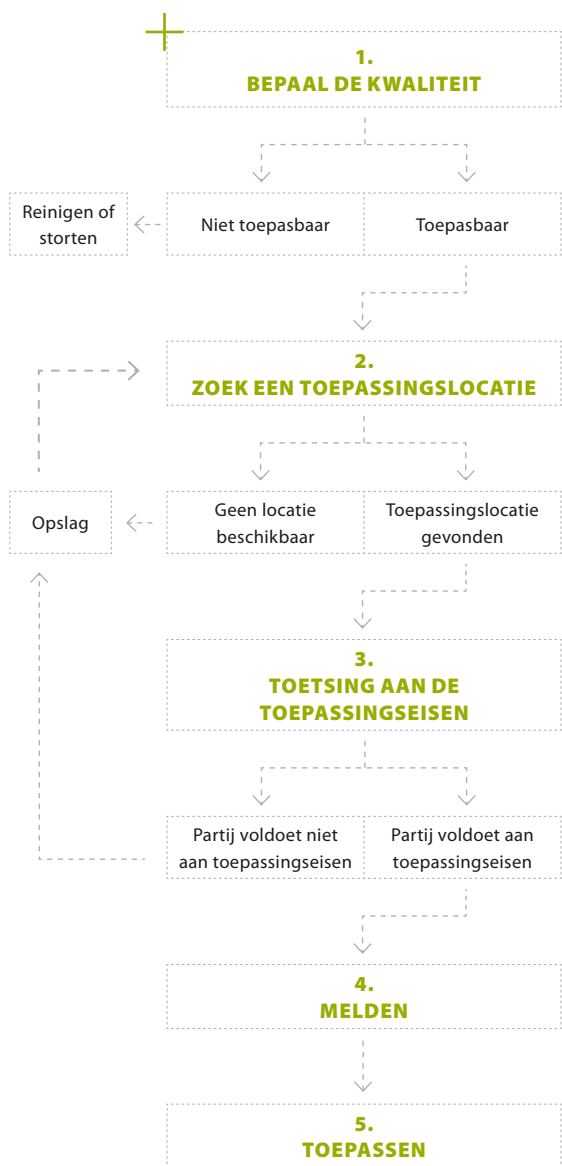 1.
BEPAAL DE KWALITEIT
Reinigen of
storten
Niet toepasbaar
Toepasbaar
2.
ZOEK EEN TOEPASSINGSLOCATIE
Opslag
Geen locatie
beschikbaar
Toepassingslocatie
gevonden
3.
TOETSING AAN DE
TOEPASSINGSEISEN
Partij voldoet niet
aan toepassingseisen
Partij voldoet aan
toepassingseisen
4.
MELDEN
5.
TOEPASSEN